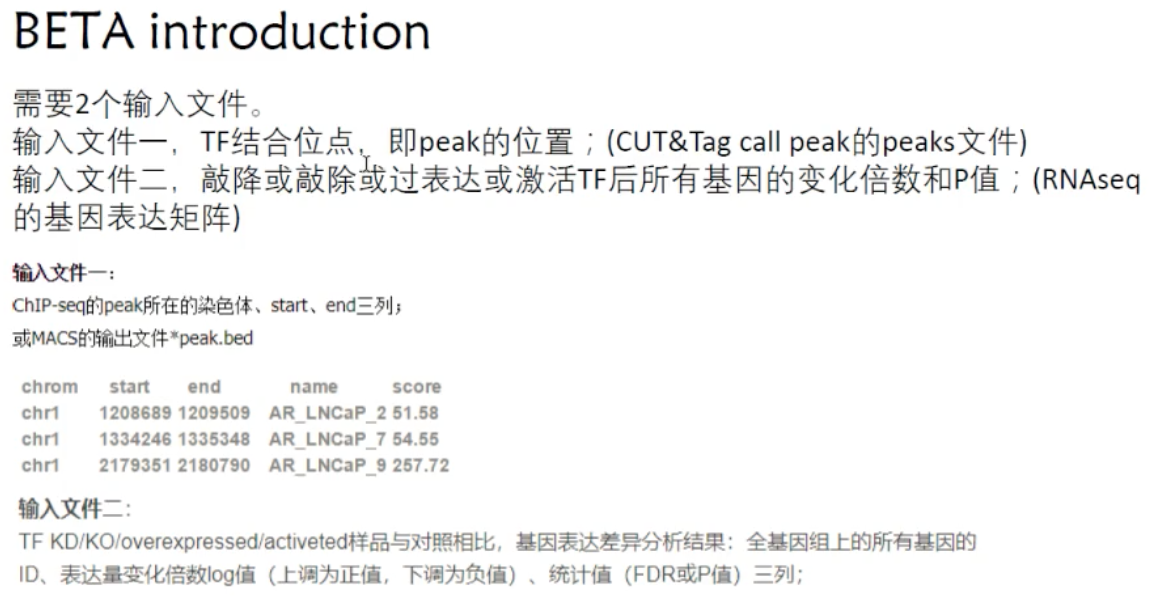 BETA introduction
需要2个输入文件。
输入文件一，TF结合位点，即peak的位置；(CUT&Tag call peak的peaks文件)
输入文件二，敲降或敲除或过表达或激活TF后所有基因的变化倍数和P值；(RNAseq
的基因表达矩阵)
输入文件一：
ChIP-seq的peak所在的染色体、start、end三列；
或MACS的输出文件*peak.bed
chrom start end name score
chr1 1208689 1209509 AR_LNCaP_2 51.58
chr1 1334246 1335348 AR_LNCaP_7 54.55
chr1 2179351 2180790 AR_LNCaP_9 257.72
输入文件二：
TF KD/KO/overexpressed/activeted样品与对照相比，基因表达差异分析结果：全基因组上的所有基因的
ID、表达量变化倍数log值（上调为正值，下调为负值）、统计值（FDR或P值）三列；